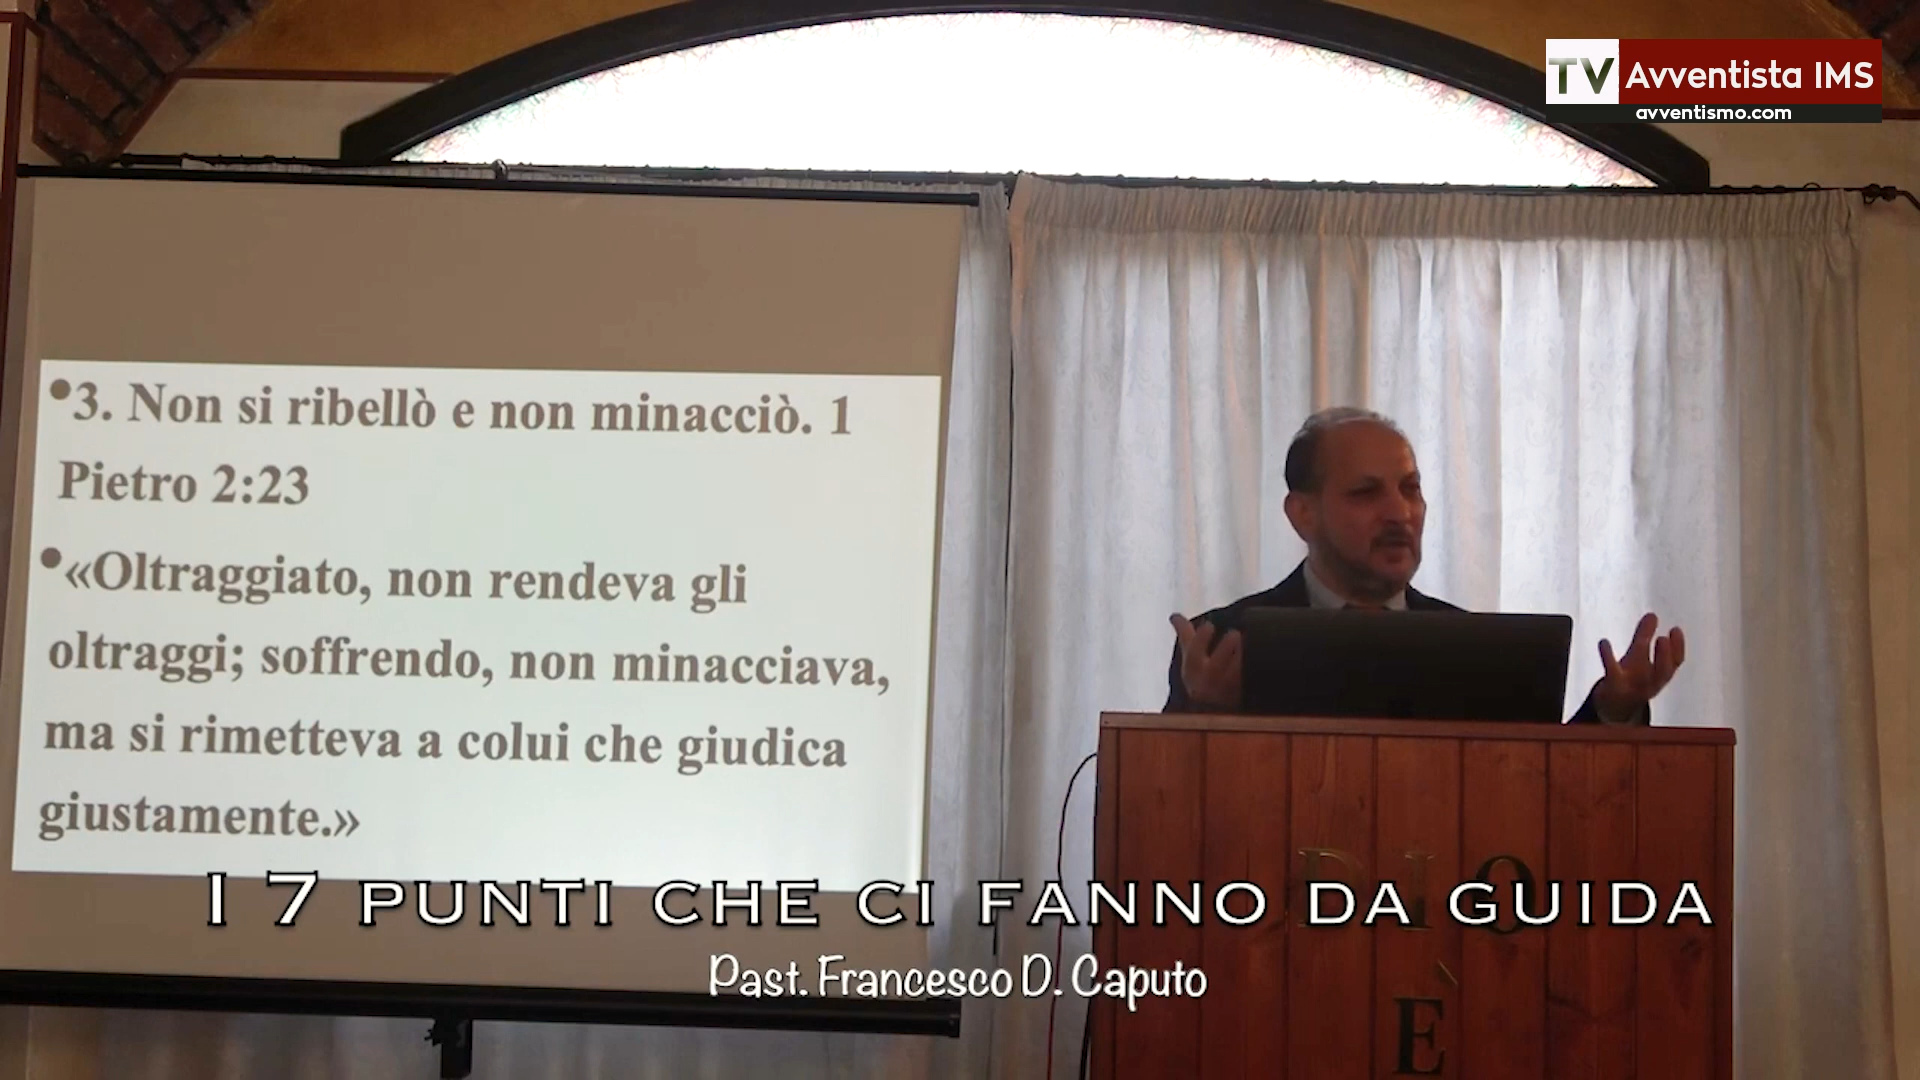 TV Avventista IMS
avventismo.com
•3. Non si ribellò e non minacciò. 1
Pietro 2:23
•«Oltraggiato, non rendeva gli
oltraggi; soffrendo, non minacciava,
ma si rimetteva a colui che giudica
giustamente.»
I 7 PUNTI CHE CI FANNO DA GUIDA
Past. Francesco D. Caputo
DIO
È